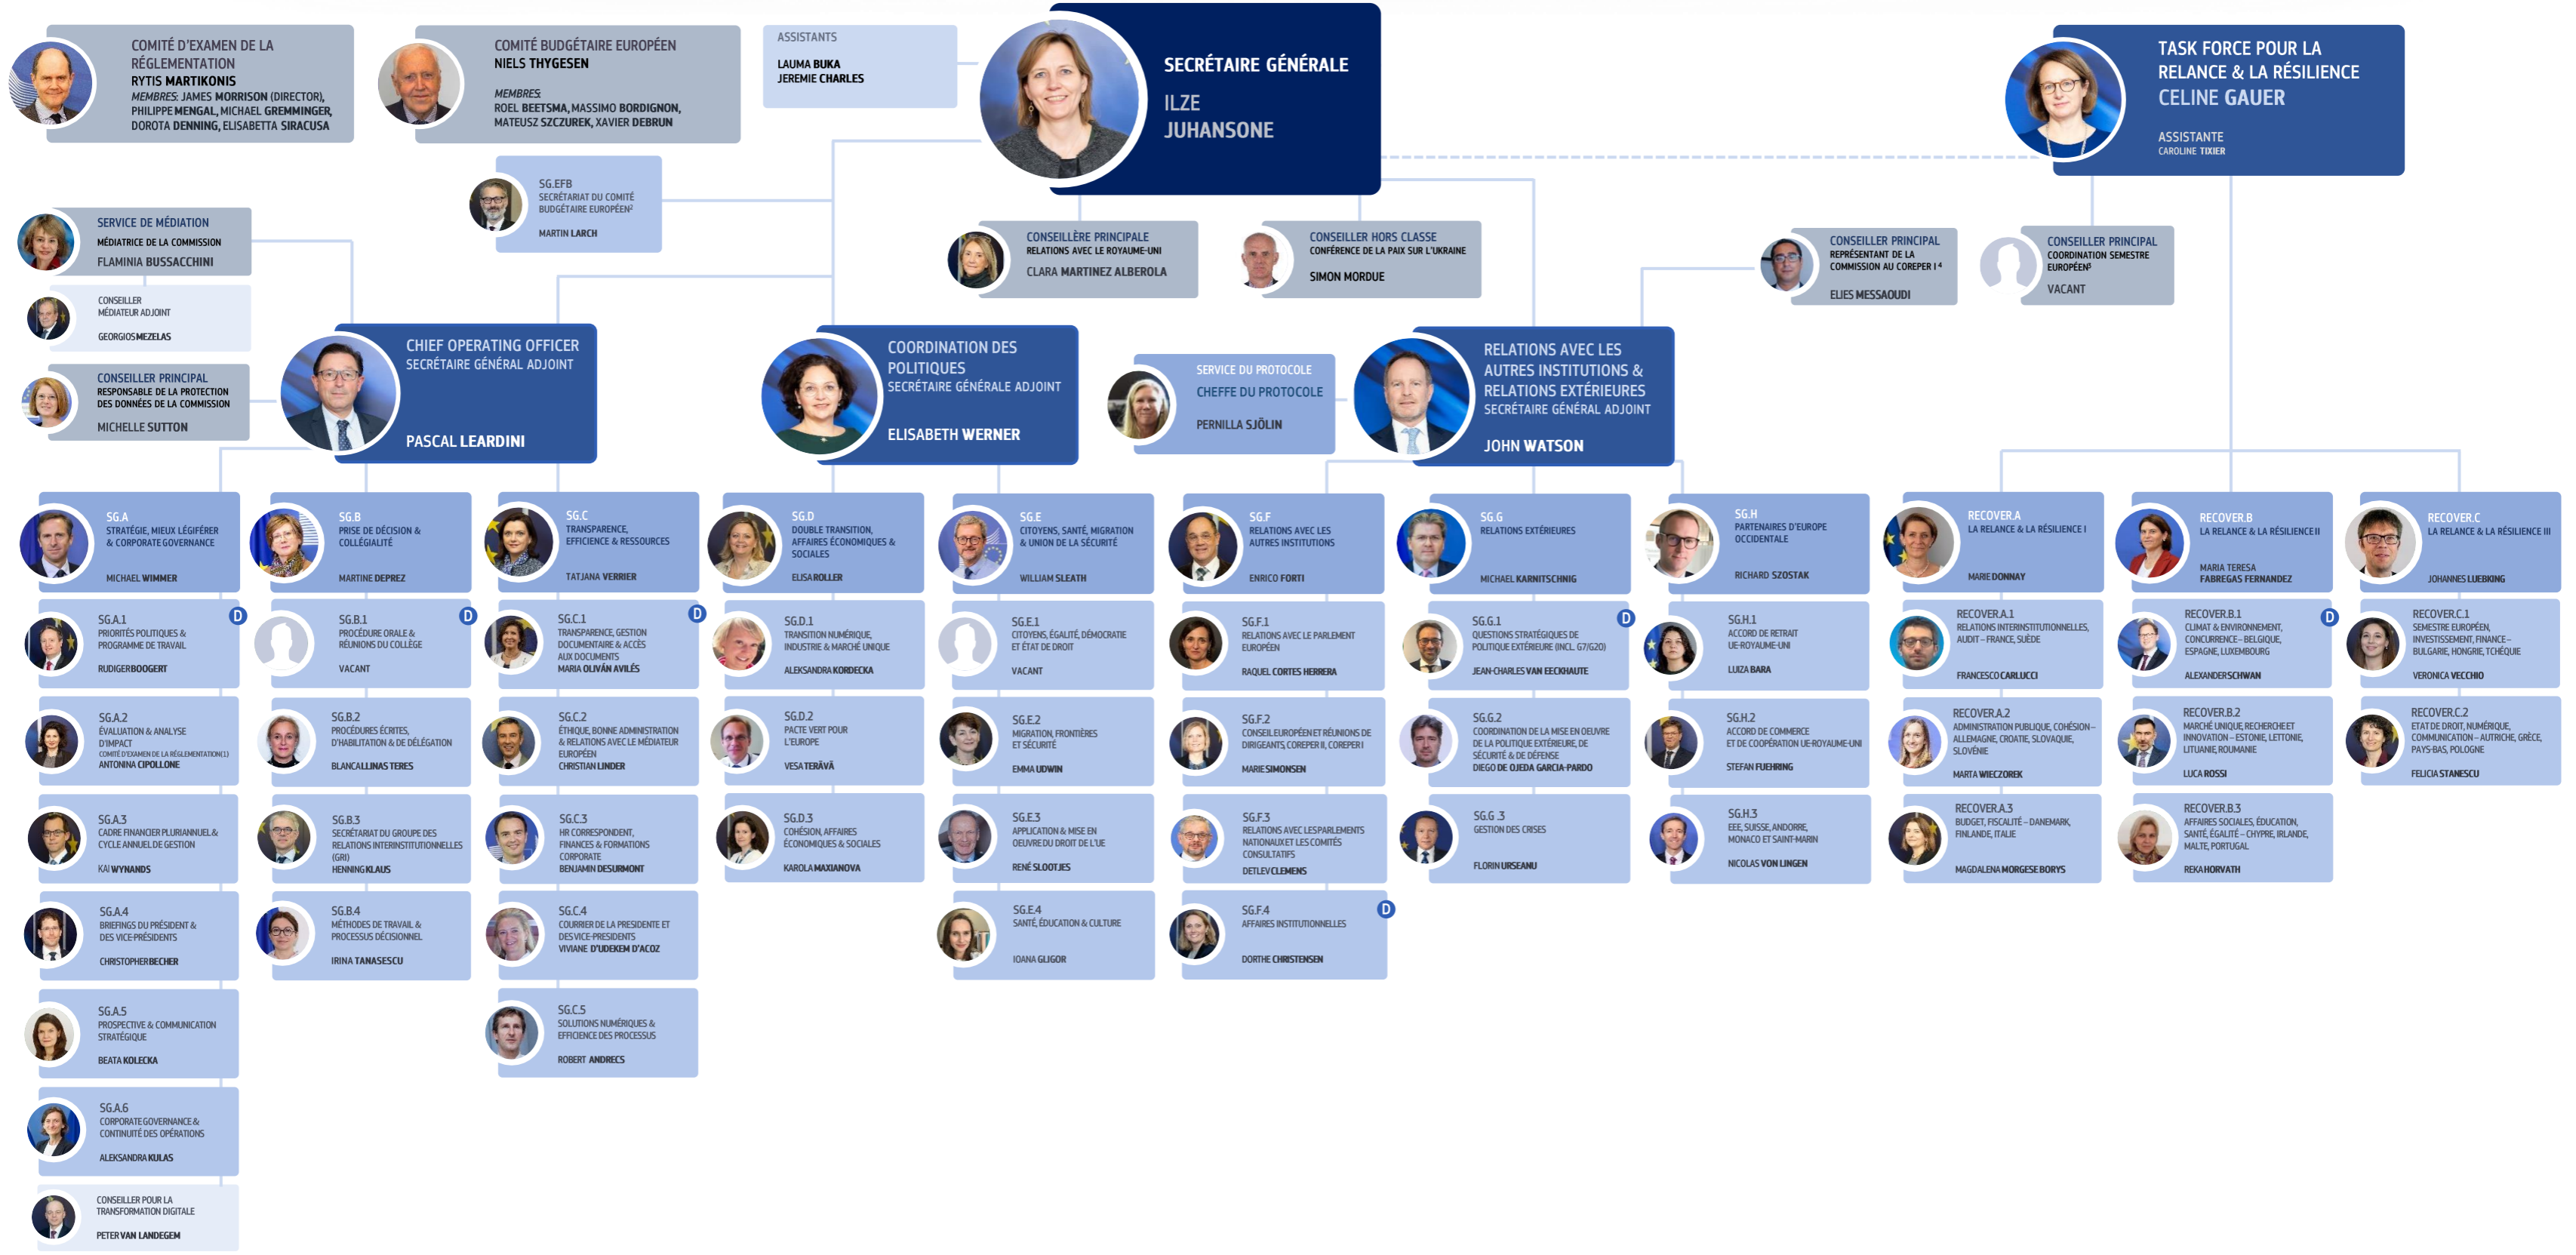 COMITÉ D'EXAMEN DE LA
RÉGLEMENTATION
RYTIS MARTIKONIS
MEMBRES: JAMES MORRISON (DIRECTOR),
PHILIPPE MENGAL, MICHAEL GREMMINGER,
DOROTA DENNING, ELISABETTA SIRACUSA
COMITÉ BUDGÉTAIRE EUROPÉEN
NIELS THYGESEN
MEMBRES:
ROEL BEETSMA, MASSIMO BORDIGNON,
MATEUSZ SZCZUREK, XAVIER DEBRUN
ASSISTANTS
LAUMA BUKA
JEREMIE CHARLES
SECRÉTAIRE GÉNÉRALE
ILZE
JUHANSONE
TASK FORCE POUR LA
RELANCE & LA RÉSILIENCE
CELINE GAUER
ASSISTANTE
CAROLINE TIXIER
SG.EFB
SECRÉTARIAT DU COMITÉ
BUDGÉTAIRE EUROPÉEN²
MARTIN LARCH
SERVICE DE MÉDIATION
MÉDIATRICE DE LA COMMISSION
FLAMINIA BUSSACCHINI
CONSEILLER
MÉDIATEUR ADJOINT
GEORGIOS MEZELAS
CONSEILLER PRINCIPAL
RESPONSABLE DE LA PROTECTION
DES DONNÉES DE LA COMMISSION
MICHELLE SUTTON
CONSEILLÈRE PRINCIPALE
RELATIONS AVEC LE ROYAUME-UNI
CLARA MARTINEZ ALBEROLA
CONSEILLER HORS CLASSE
CONFÉRENCE DE LA PAIX SUR L'UKRAINE
SIMON MORDUE
CONSEILLER PRINCIPAL
REPRÉSENTANT DE LA
COMMISSION AU COREPER I ⁴
ELIES MESSAOUDI
CONSEILLER PRINCIPAL
COORDINATION SEMESTRE
EUROPÉEN⁵
VACANT
CHIEF OPERATING OFFICER
SECRÉTAIRE GÉNÉRAL ADJOINT
PASCAL LEARDINI
COORDINATION DES
POLITIQUES
SECRÉTAIRE GÉNÉRALE ADJOINT
ELISABETH WERNER
SERVICE DU PROTOCOLE
CHEFFE DU PROTOCOLE
PERNILLA SJÖLIN
RELATIONS AVEC LES
AUTRES INSTITUTIONS &
RELATIONS EXTÉRIEURES
SECRÉTAIRE GÉNÉRAL ADJOINT
JOHN WATSON
SG.A
STRATÉGIE, MIEUX LÉGIFÉRER
& CORPORATE GOVERNANCE
MICHAEL WIMMER
SG.A.1
PRIORITÉS POLITIQUES &
PROGRAMME DE TRAVAIL
RUDIGER BOOGERT
D
SG.A.2
ÉVALUATION & ANALYSE
D'IMPACT
COMITÉ D'EXAMEN DE LA RÉGLEMENTATION(1)
ANTONINA CIPOLLONE
SG.A.3
CADRE FINANCIER PLURIANNUEL &
CYCLE ANNUEL DE GESTION
KAI WYNANDS
SG.A.4
BRIEFINGS DU PRÉSIDENT &
DES VICE-PRÉSIDENTS
CHRISTOPHER BECHER
SG.A.5
PROSPECTIVE & COMMUNICATION
STRATÉGIQUE
BEATA KOLECKA
SG.A.6
CORPORATE GOVERNANCE &
CONTINUITÉ DES OPÉRATIONS
ALEKSANDRA KULAS
CONSEILLER POUR LA
TRANSFORMATION DIGITALE
PETER VAN LANDEGEM
SG.B
PRISE DE DÉCISION &
COLLÉGIALITÉ
MARTINE DEPREZ
SG.B.1
PROCÉDURE ORALE &
RÉUNIONS DU COLLÈGE
VACANT
D
SG.B.2
PROCÉDURES ÉCRITES,
D'HABILITATION & DE DÉLÉGATION
BLANCA LLINAS TERES
SG.B.3
SECRÉTARIAT DU GROUPE DES
RELATIONS INTERINSTITUTIONNELLES
(GRI)
HENNING KLAUS
SG.B.4
MÉTHODES DE TRAVAIL &
PROCESSUS DÉCISIONNEL
IRINA TANASESCU
SG.C
TRANSPARENCE,
EFFICIENCE & RESSOURCES
TATJANA VERRIER
SG.C.1
TRANSPARENCE, GESTION
DOCUMENTAIRE & ACCÈS
AUX DOCUMENTS
MARIA OLIVÁN AVILÉS
D
SG.C.2
ÉTHIQUE, BONNE ADMINISTRATION
& RELATIONS AVEC LE MÉDIATEUR
EUROPÉEN
CHRISTIAN LINDER
SG.C.3
HR CORRESPONDENT,
FINANCES & FORMATIONS
CORPORATE
BENJAMIN DESURMONT
SG.C.4
COURRIER DE LA PRESIDENTE ET
DES VICE-PRESIDENTS
VIVIANE D'UDEKEM D'ACOZ
SG.C.5
SOLUTIONS NUMÉRIQUES &
EFFICIENCE DES PROCESSUS
ROBERT ANDRECS
SG.D
DOUBLE TRANSITION,
AFFAIRES ÉCONOMIQUES &
SOCIALES
ELISA ROLLER
SG.D.1
TRANSITION NUMÉRIQUE,
INDUSTRIE & MARCHÉ UNIQUE
ALEKSANDRA KORDECKA
SG.D.2
PACTE VERT POUR
L'EUROPE
VESA TERÄVÄ
SG.D.3
COHÉSION, AFFAIRES
ÉCONOMIQUES & SOCIALES
KAROLA MAXIANOVA
SG.E
CITOYENS, SANTÉ, MIGRATION
& UNION DE LA SÉCURITÉ
WILLIAM SLEATH
SG.E.1
CITOYENS, ÉGALITÉ, DÉMOCRATIE
ET ÉTAT DE DROIT
VACANT
SG.E.2
MIGRATION, FRONTIÈRES
ET SÉCURITÉ
EMMA UDWIN
SG.E.3
APPLICATION & MISE EN
OEUVRE DU DROIT DE L'UE
RENÉ SLOOTJES
SG.E.4
SANTÉ, ÉDUCATION & CULTURE
IOANA GLIGOR
SG.F
RELATIONS AVEC LES
AUTRES INSTITUTIONS
ENRICO FORTI
SG.F.1
RELATIONS AVEC LE PARLEMENT
EUROPÉEN
RAQUEL CORTES HERRERA
SG.F.2
CONSEIL EUROPÉEN ET RÉUNIONS DE
DIRIGEANTS, COREPER II, COREPER I
MARIE SIMONSEN
SG.F.3
RELATIONS AVEC LES PARLEMENTS
NATIONAUX ET LES COMITÉS
CONSULTATIFS
DETLEV CLEMENS
SG.F.4
AFFAIRES INSTITUTIONNELLES
DORTHE CHRISTENSEN
D
SG.G
RELATIONS EXTÉRIEURES
MICHAEL KARNITSCHNIG
SG.G.1
QUESTIONS STRATÉGIQUES DE
POLITIQUE EXTÉRIEURE (INCL. G7/G20)
JEAN-CHARLES VAN EECKHAUTE
D
SG.G.2
COORDINATION DE LA MISE EN OEUVRE
DE LA POLITIQUE EXTÉRIEURE, DE
SÉCURITÉ & DE DÉFENSE
DIEGO DE OJEDA GARCIA-PARDO
SG.G .3
GESTION DES CRISES
FLORIN URSEANU
SG.H
PARTENAIRES D'EUROPE
OCCIDENTALE
RICHARD SZOSTAK
SG.H.1
ACCORD DE RETRAIT
UE-ROYAUME-UNI
LUIZA BARA
SG.H.2
ACCORD DE COMMERCE
ET DE COOPÉRATION UE-ROYAUME-UNI
STEFAN FUEHRING
SG.H.3
EEE, SUISSE, ANDORRE,
MONACO ET SAINT-MARIN
NICOLAS VON LINGEN
RECOVER.A
LA RELANCE & LA RÉSILIENCE I
MARIE DONNAY
RECOVER.A.1
RELATIONS INTERINSTITUTIONNELLES,
AUDIT – FRANCE, SUÈDE
FRANCESCO CARLUCCI
RECOVER.A.2
ADMINISTRATION PUBLIQUE, COHÉSION –
ALLEMAGNE, CROATIE, SLOVAQUIE,
SLOVÉNIE
MARTA WIECZOREK
RECOVER.A.3
BUDGET, FISCALITÉ – DANEMARK,
FINLANDE, ITALIE
MAGDALENA MORGESE BORYS
RECOVER.B
LA RELANCE & LA RÉSILIENCE II
MARIA TERESA
FABREGAS FERNANDEZ
RECOVER.B.1
CLIMAT & ENVIRONNEMENT,
CONCURRENCE – BELGIQUE,
ESPAGNE, LUXEMBOURG
ALEXANDER SCHWAN
D
RECOVER.B.2
MARCHÉ UNIQUE, RECHERCHE ET
INNOVATION – ESTONIE, LETTONIE,
LITUANIE, ROUMANIE
LUCA ROSSI
RECOVER.B.3
AFFAIRES SOCIALES, ÉDUCATION,
SANTÉ, ÉGALITÉ – CHYPRE, IRLANDE,
MALTE, PORTUGAL
REKA HORVATH
RECOVER.C
LA RELANCE & LA RÉSILIENCE III
JOHANNES LUEBKING
RECOVER.C.1
SEMESTRE EUROPÉEN,
INVESTISSEMENT, FINANCE –
BULGARIE, HONGRIE, TCHÉQUIE
VERONICA VECCHIO
RECOVER.C.2
ETAT DE DROIT, NUMÉRIQUE,
COMMUNICATION – AUTRICHE, GRÈCE,
PAYS-BAS, POLOGNE
FELICIA STANESCU